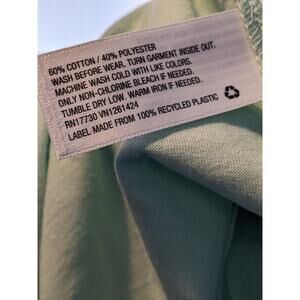 60% COTTON / 40% POLYESTER
WASH BEFORE WEAR. TURN GARMENT INSIDE OUT.
MACHINE WASH COLD WITH LIKE COLORS.
ONLY NON-CHLORINE BLEACH IF NEEDED.
TUMBLE DRY LOW. WARM IRON IF NEEDED.
RN17730 VN1261424
LABEL MADE FROM 100% RECYCLED PLASTIC